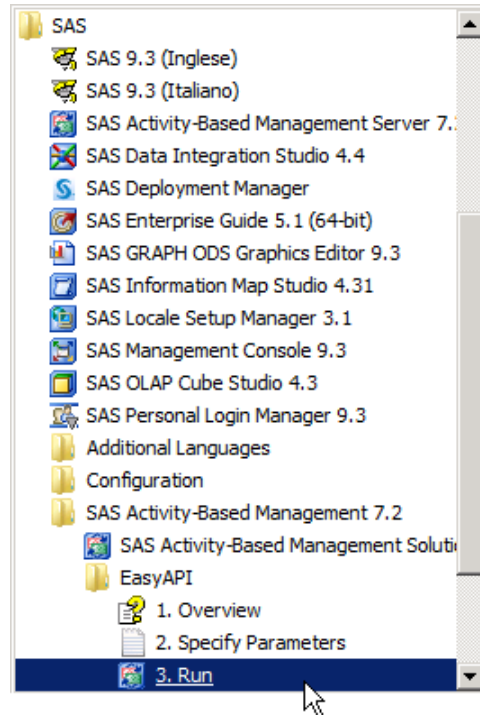 SAS
SAS 9.3 (Inglese)
SAS 9.3 (Italiano)
SAS Activity-Based Management Server 7.
SAS Data Integration Studio 4.4
SAS Deployment Manager
SAS Enterprise Guide 5.1 (64-bit)
SAS GRAPH ODS Graphics Editor 9.3
SAS Information Map Studio 4.31
SAS Locale Setup Manager 3.1
SAS Management Console 9.3
SAS OLAP Cube Studio 4.3
SAS Personal Login Manager 9.3
Additional Languages
Configuration
SAS Activity-Based Management 7.2
SAS Activity-Based Management Soluti
EasyAPI
1. Overview
2. Specify Parameters
3. Run